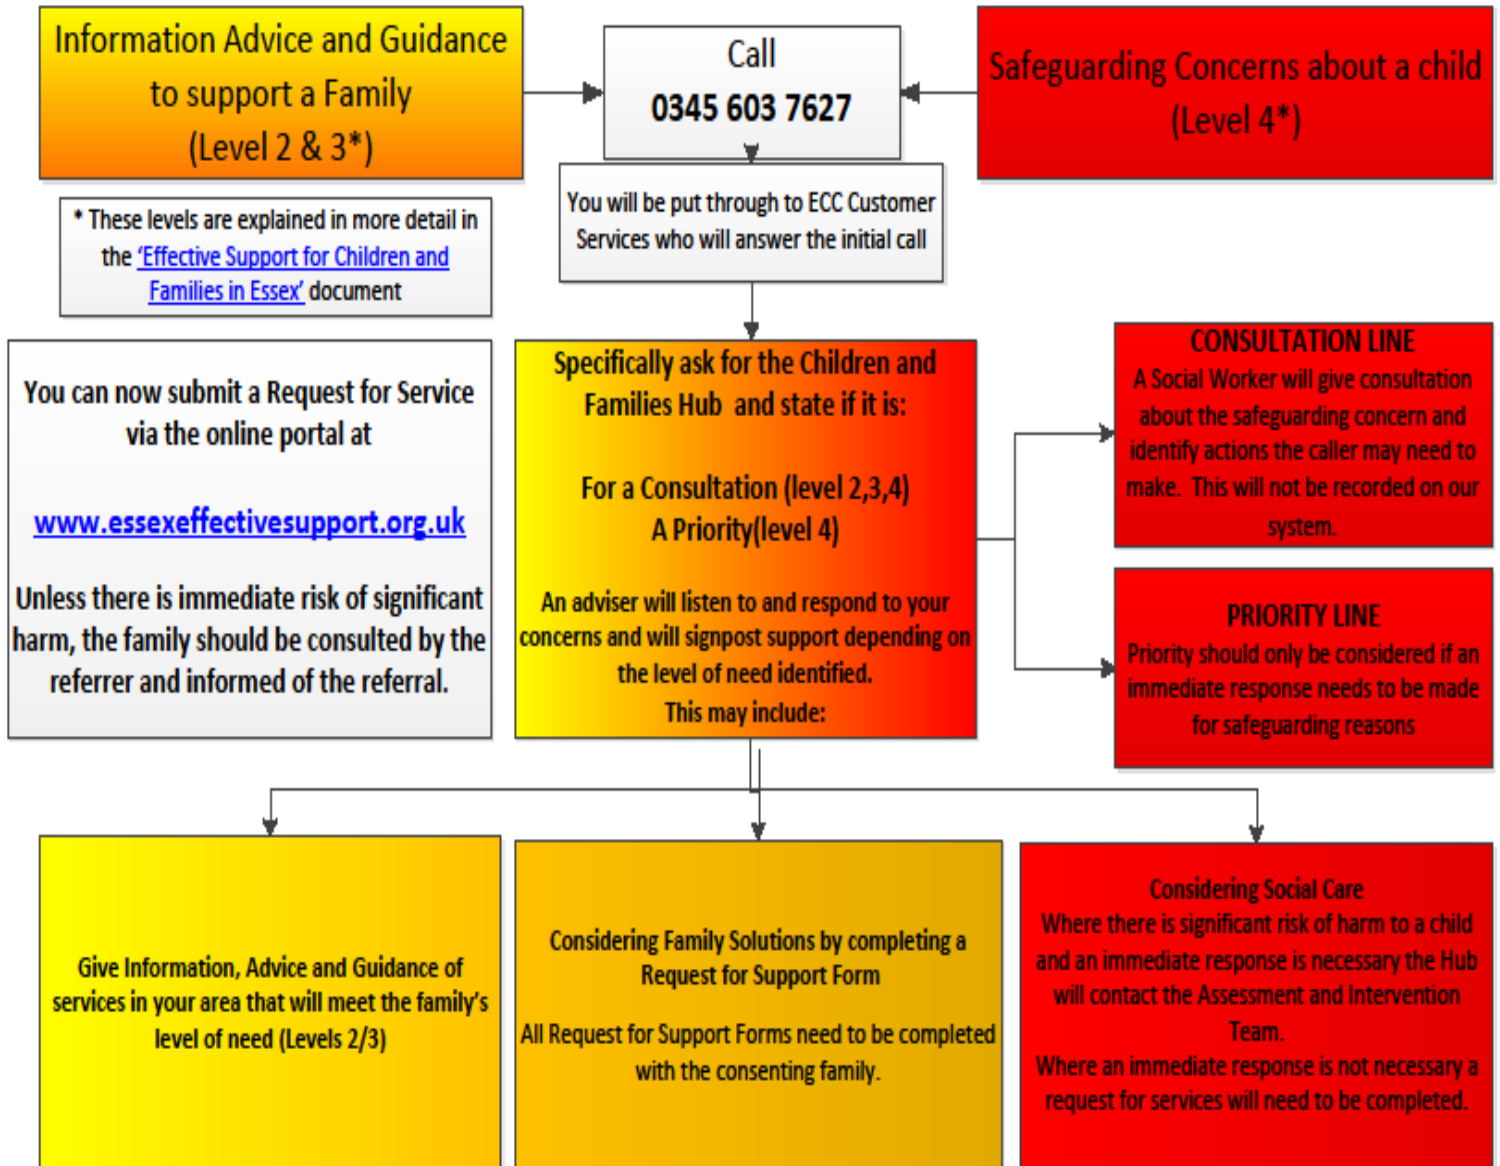 Information Advice and Guidance
to support a Family
(Level 2 & 3*)
Call
0345 603 7627
Safeguarding Concerns about a child
(Level 4*)
You will be put through to ECC Customer
Services who will answer the initial call
* These levels are explained in more detail in
the 'Effective Support for Children and
Families in Essex' document
You can now submit a Request for Service
via the online portal at
www.essexeffectivesupport.org.uk
Unless there is immediate risk of significant
harm, the family should be consulted by the
referrer and informed of the referral.
Specifically ask for the Children and
Families Hub and state if it is:
For a Consultation (level 2,3,4)
A Priority(level 4)
An adviser will listen to and respond to your
concerns and will signpost support depending on
the level of need identified.
This may include:
CONSULTATION LINE
A Social Worker will give consultation
about the safeguarding concern and
identify actions the caller may need to
make. This will not be recorded on our
system.
PRIORITY LINE
Priority should only be considered if an
immediate response needs to be made
for safeguarding reasons
Give Information, Advice and Guidance of
services in your area that will meet the family's
level of need (Levels 2/3)
Considering Family Solutions by completing a
Request for Support Form
All Request for Support Forms need to be completed
with the consenting family.
Considering Social Care
Where there is significant risk of harm to a child
and an immediate response is necessary the Hub
will contact the Assessment and Intervention
Team.
Where an immediate response is not necessary a
request for services will need to be completed.